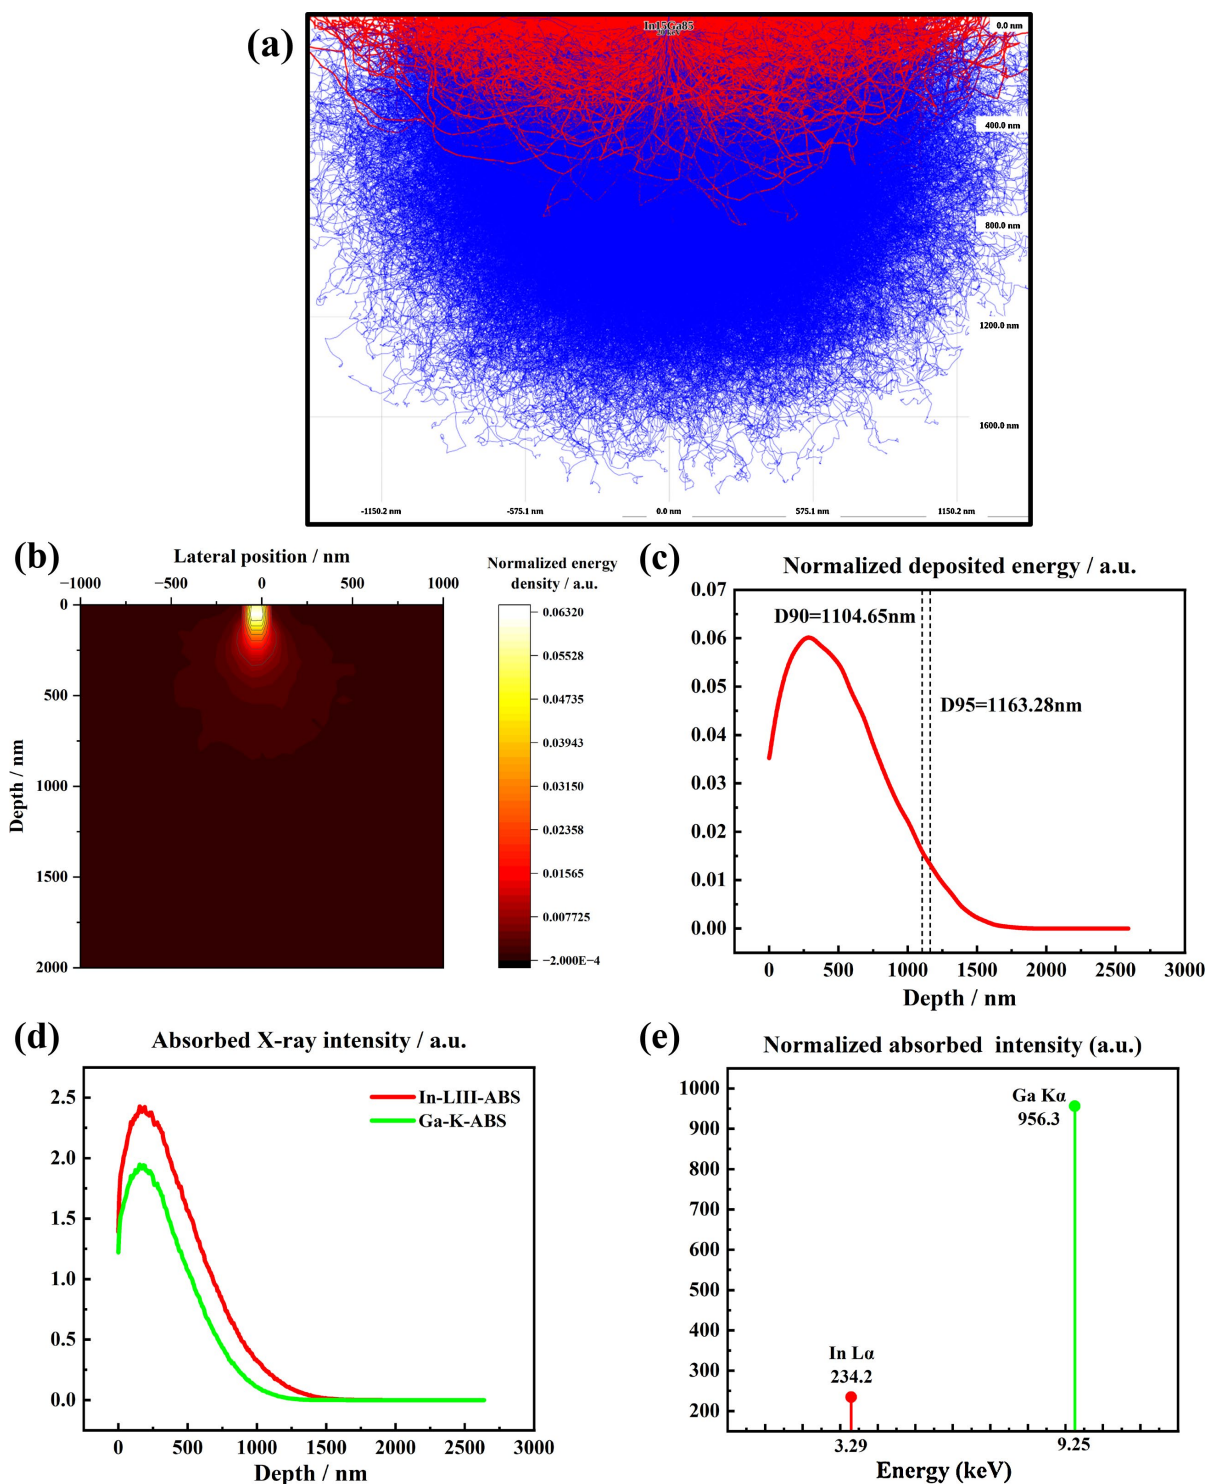 (a)
In15Ga85
0.0 nm
400.0 nm
800.0 nm
1200.0 nm
1600.0 nm
-1150.2 nm -575.1 nm 0.0 nm 575.1 nm 1150.2 nm
(b)
Lateral position / nm
−1000 −500 0 500 1000
Depth / nm
0
500
1000
1500
2000
Normalized energy
density / a.u.
0.06320
0.05528
0.04735
0.03943
0.03150
0.02358
0.01565
0.007725
−2.000E−4
(c)
Normalized deposited energy / a.u.
0.07
0.06
0.05
0.04
0.03
0.02
0.01
0.00
D90=1104.65nm
D95=1163.28nm
0 500 1000 1500 2000 2500 3000
Depth / nm
(d)
Absorbed X-ray intensity / a.u.
2.5
2.0
1.5
1.0
0.5
0.0
In-LIII-ABS
Ga-K-ABS
0 500 1000 1500 2000 2500 3000
Depth / nm
(e)
Normalized absorbed intensity (a.u.)
1000
900
800
700
600
500
400
300
200
Ga Kα
956.3
In Lα
234.2
3.29 9.25
Energy (keV)